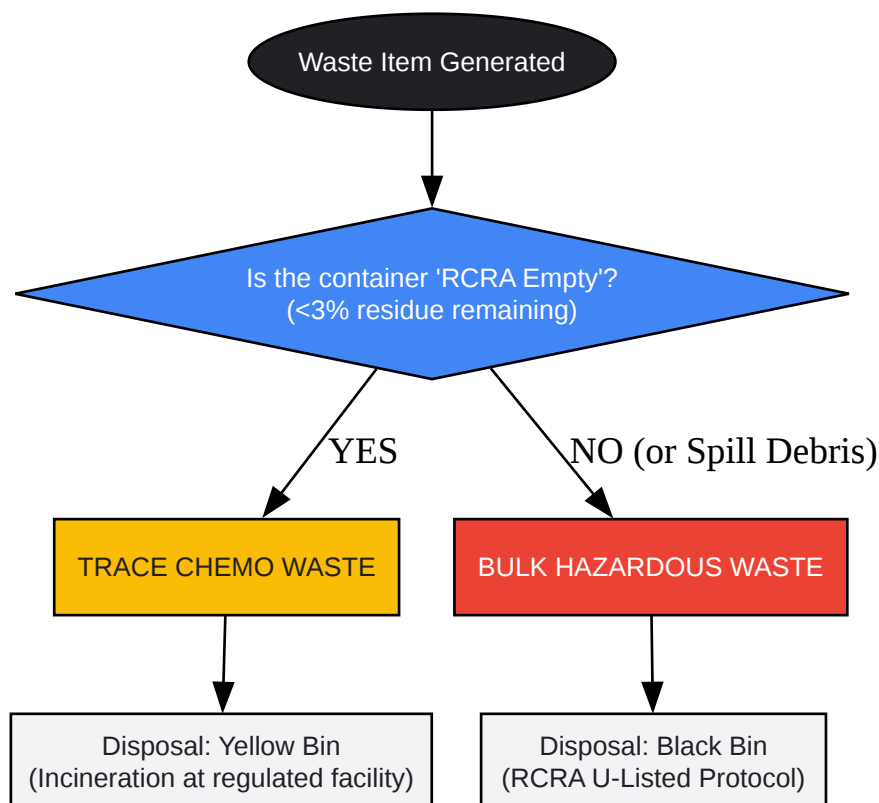 Waste Item Generated
Is the container 'RCRA Empty'?
(<3% residue remaining)
YES
NO (or Spill Debris)
TRACE CHEMO WASTE
BULK HAZARDOUS WASTE
Disposal: Yellow Bin
(Incineration at regulated facility)
Disposal: Black Bin
(RCRA U-Listed Protocol)